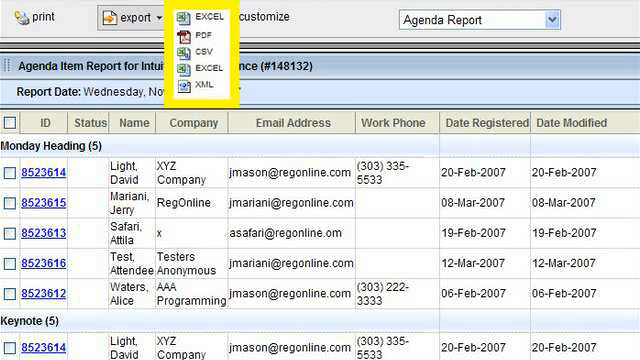 print export customize Agenda Report
EXCEL
PDF
CSV
EXCEL
XML
Agenda Item Report for Intui nce (#148132)
Report Date: Wednesday, Nov
ID Status Name Company Email Address Work Phone Date Registered Date Modified
Monday Heading (5)
8523614 Light, David XYZ Company jmason@regonline.com (303) 335-5533 20-Feb-2007 20-Feb-2007
8523615 Mariani, Jerry RegOnline jmariani@regonline.com 08-Mar-2007 08-Mar-2007
8523613 Safari, Attila x asafari@regonline.om 19-Feb-2007 19-Feb-2007
8523616 Test, Attendee Testers Anonymous jmariani@regonline.com 12-Mar-2007 12-Mar-2007
8523612 Waters, Alice AAA Programming jmason@regonline.com (303) 222-3333 06-Feb-2007 06-Feb-2007
Keynote (5)
8523614 Light, David XYZ Company jmason@regonline.com (303) 335-5533 20-Feb-2007 20-Feb-2007